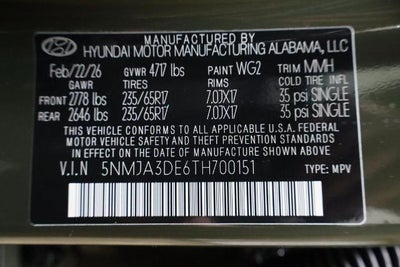 MANUFACTURED BY
HYUNDAI MOTOR MANUFACTURING ALABAMA, LLC
Feb/22/26 GVWR 4717 lbs PAINT WG2 TRIM MMH
GAWR TIRES RIMS COLD TIRE INFL
FRONT 2778 lbs 235/65R17 7.0JX17 35 psi SINGLE
REAR 2646 lbs 235/65R17 7.0JX17 35 psi SINGLE
THIS VEHICLE CONFORMS TO ALL APPLICABLE U.S.A. FEDERAL
MOTOR VEHICLE SAFETY AND THEFT PREVENTION STANDARDS
IN EFFECT ON THE DATE OF MANUFACTURE SHOWN ABOVE.
V.I.N 5NMJA3DE6TH700151 TYPE: MPV